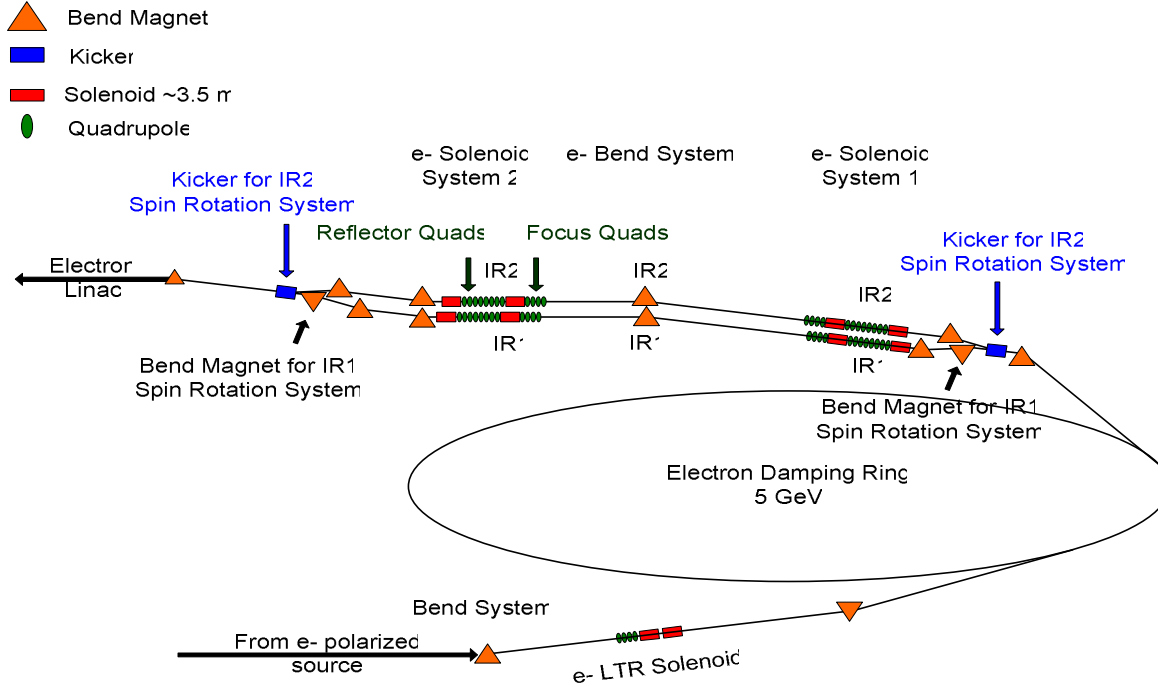 Bend Magnet
Kicker
Solenoid ~3.5 m
Quadrupole
e- Solenoid
System 2
e- Bend System
e- Solenoid
System 1
Kicker for IR2
Spin Rotation System
Reflector Quads
Focus Quads
Kicker for IR2
Spin Rotation System
Electron
Linac
IR2
IR2
IR2
IR1
IR1
IR1
Bend Magnet for IR1
Spin Rotation System
Bend Magnet for IR1
Spin Rotation System
Electron Damping Ring
5 GeV
Bend System
From e- polarized
source
e- LTR Solenoid